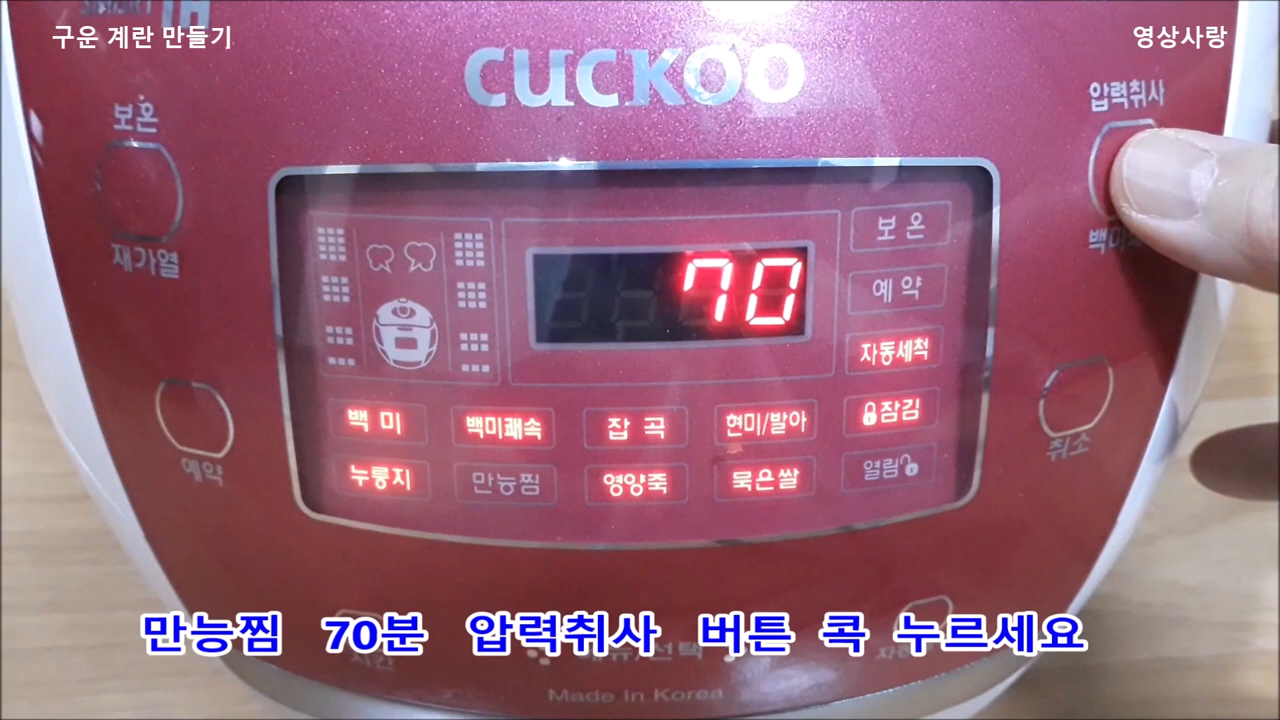 구운 계란 만들기
영상사랑
CUCKOO
보온
압력취사
재가열
70
보 온
예 약
자동세척
백 미
백미쾌속
잡 곡
현미/발아
잠김
누룽지
만능찜
영양죽
묵은쌀
열림
예약
취소
만능찜 70분 압력취사 버튼 콕 누르세요
Made in Korea